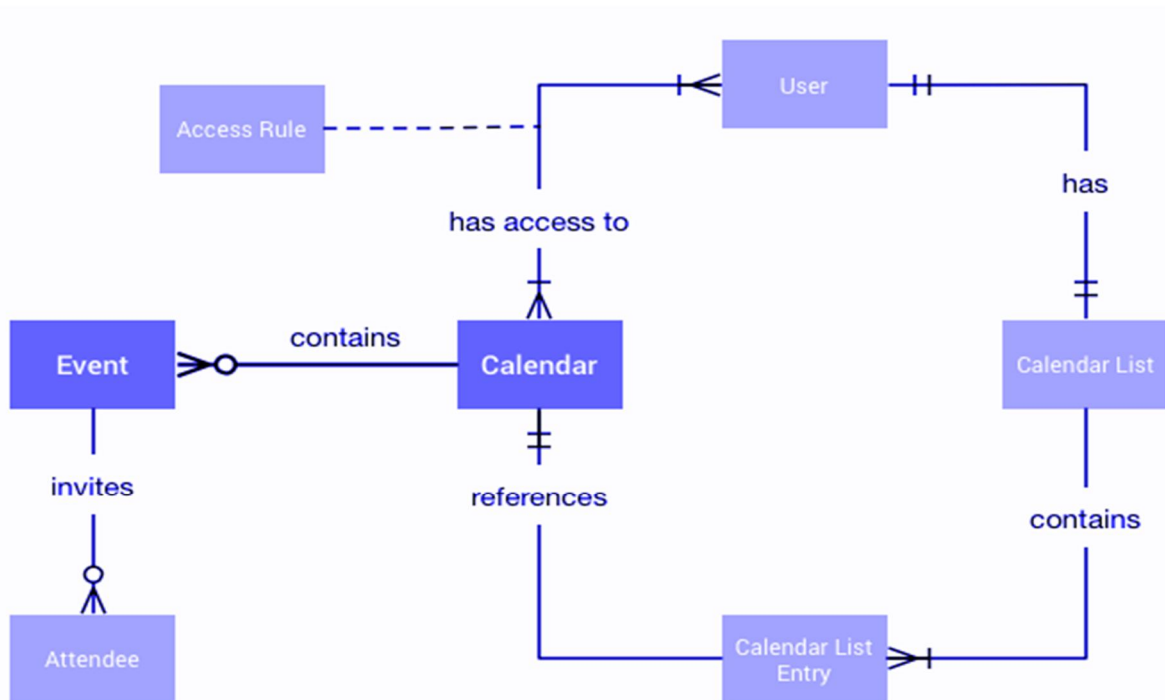 User
Access Rule
has
has access to
contains
Event
Calendar
Calendar List
invites
references
contains
Calendar List
Entry
Attendee